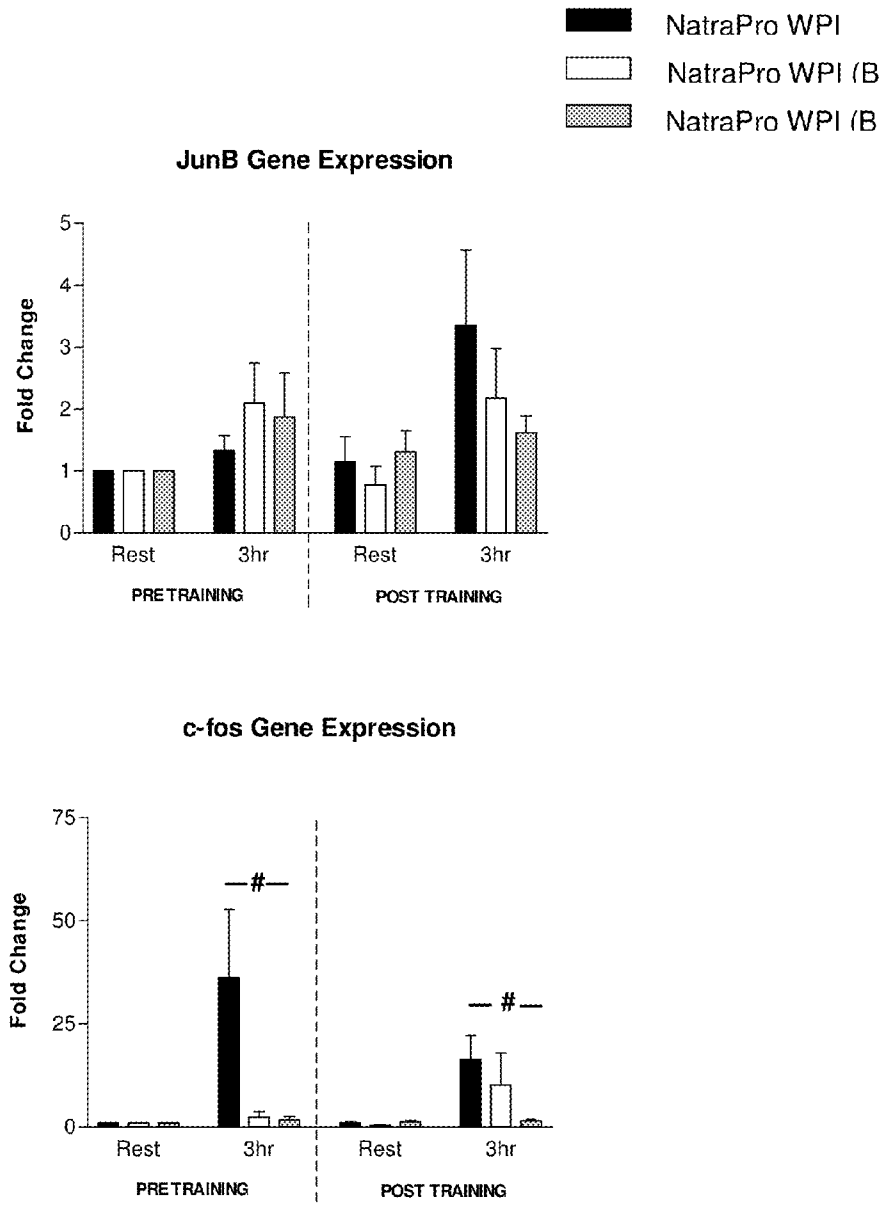 NatraPro WPI
NatraPro WPI (B
NatraPro WPI (B
JunB Gene Expression
Fold Change
5
4
3
2
1
0
Rest 3hr Rest 3hr
PRETRAINING POST TRAINING
c-fos Gene Expression
Fold Change
75
— # —
50
— # —
25
0
Rest 3hr Rest 3hr
PRETRAINING POST TRAINING